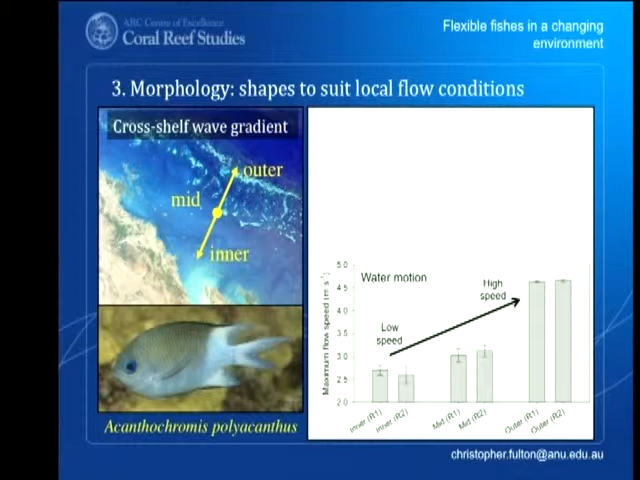 ARC Centre of Excellence
Coral Reef Studies
Flexible fishes in a changing
environment
3. Morphology: shapes to suit local flow conditions
Cross-shelf wave gradient
outer
mid
inner
Acanthochromis polyacanthus
Water motion
High
speed
Low
speed
Maximum flow speed (m s⁻¹)
5.0
4.5
4.0
3.5
3.0
2.5
2.0
Inner (R1)
Inner (R2)
Mid (R1)
Mid (R2)
Outer (R1)
Outer (R2)
christopher.fulton@anu.edu.au